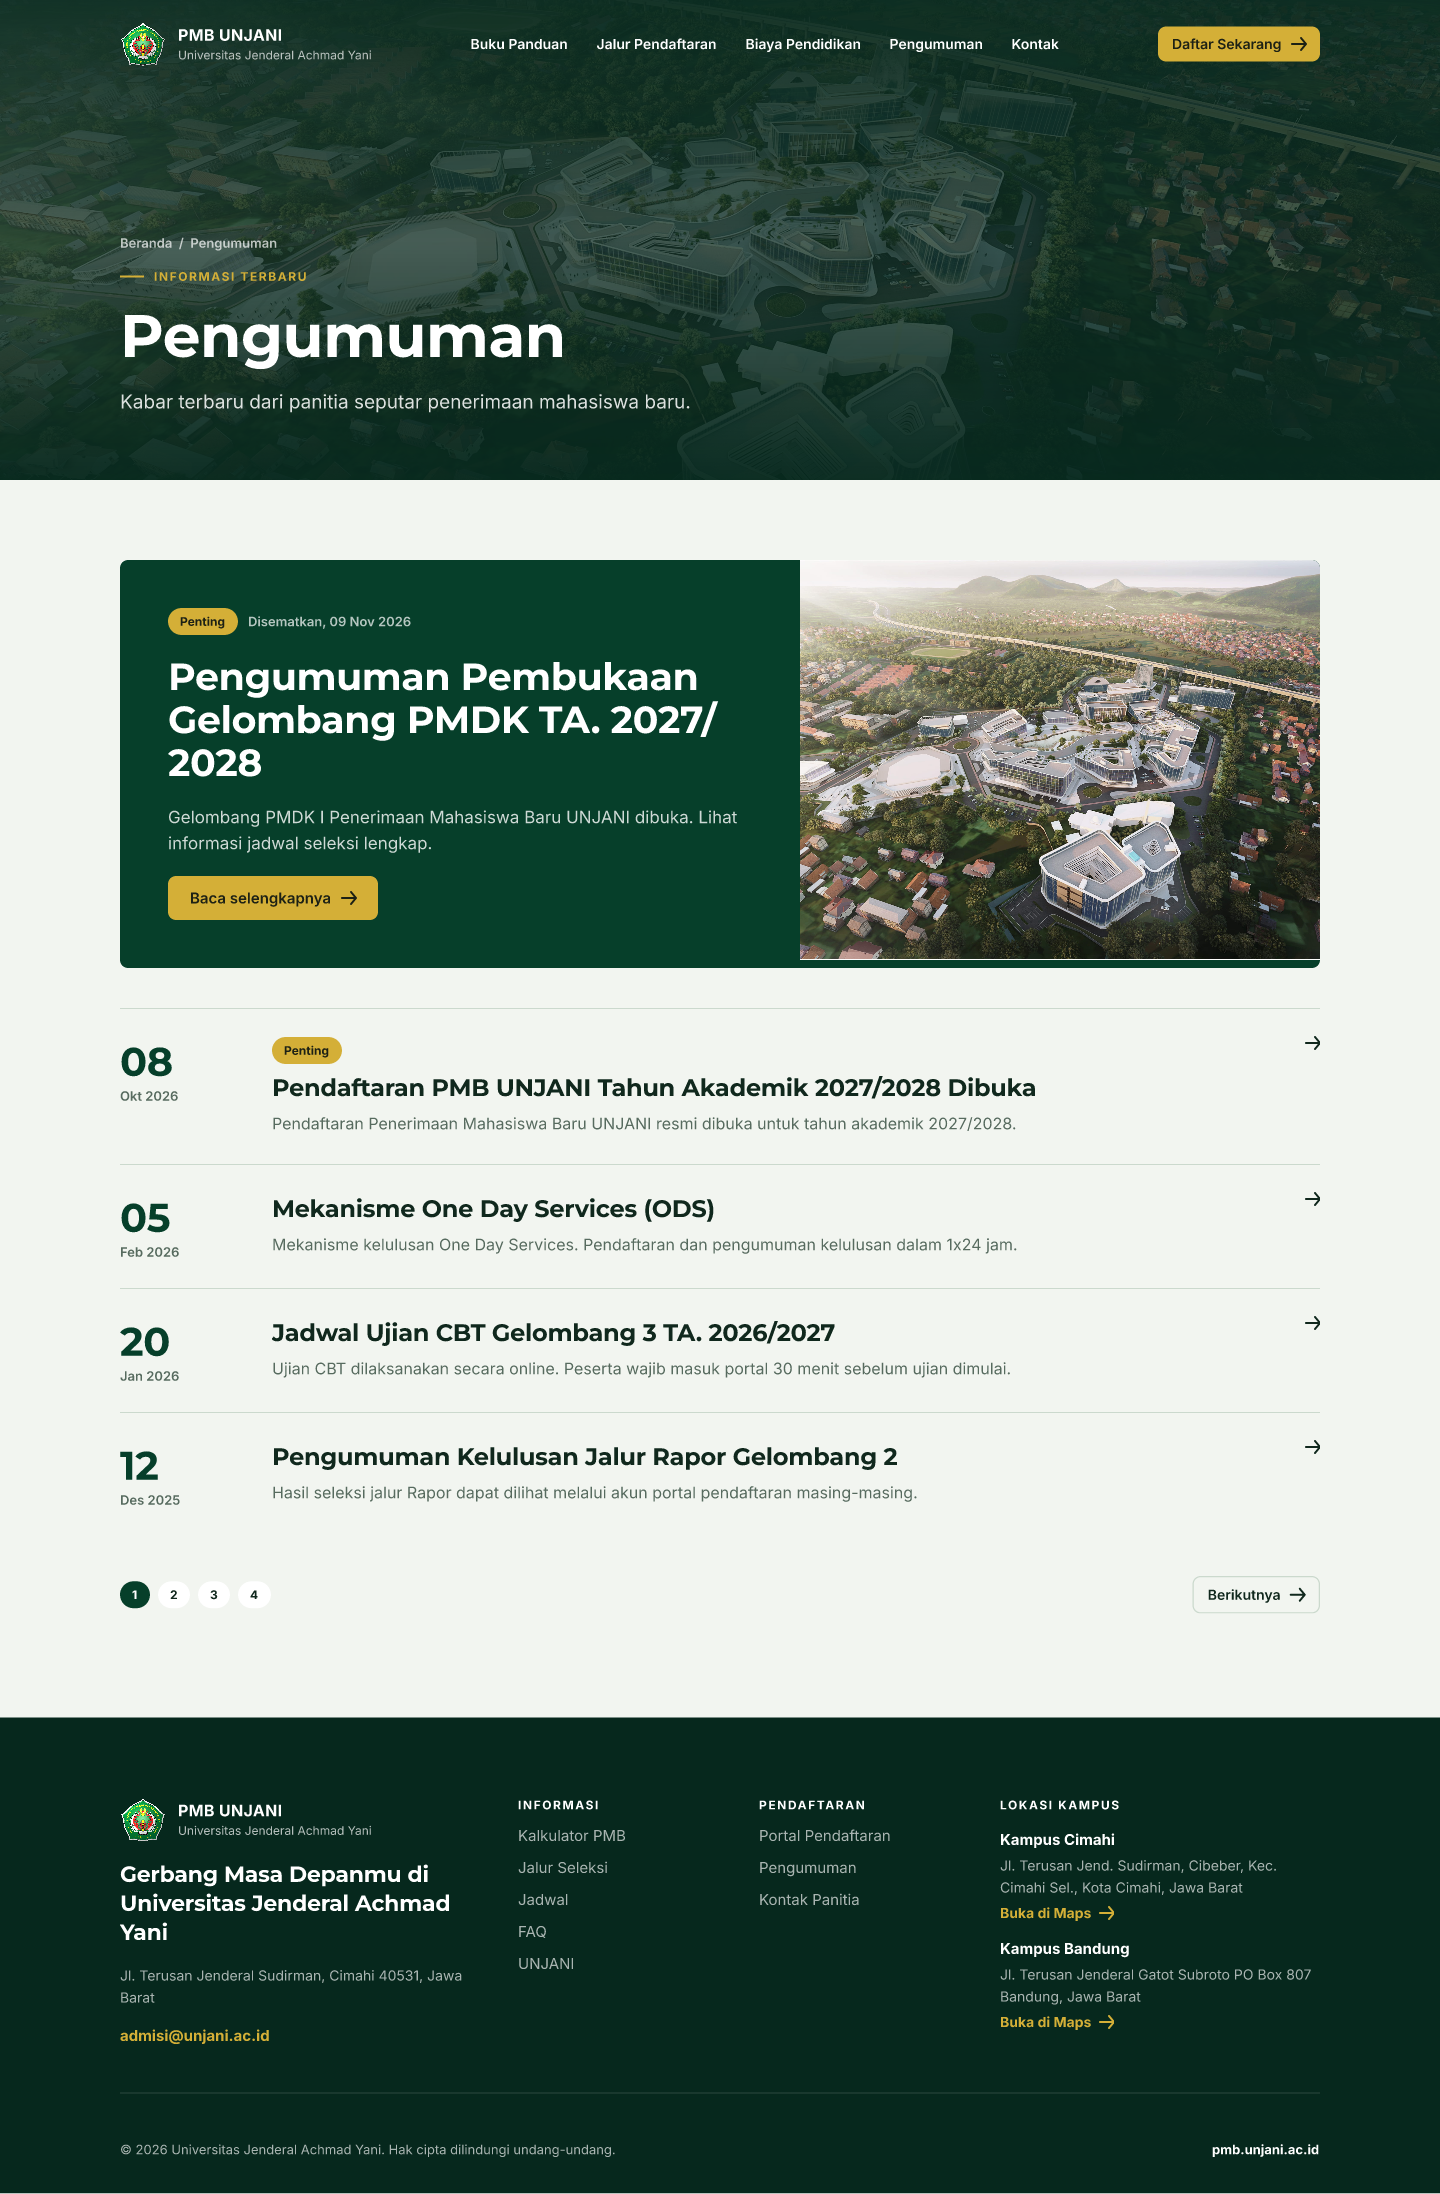 PMB UNJANI
Universitas Jenderal Achmad Yani
Buku Panduan
Jalur Pendaftaran
Biaya Pendidikan
Pengumuman
Kontak
Daftar Sekarang
Beranda / Pengumuman
INFORMASI TERBARU
Pengumuman
Kabar terbaru dari panitia seputar penerimaan mahasiswa baru.
Penting
Disematkan, 09 Nov 2026
Pengumuman Pembukaan
Gelombang PMDK TA. 2027/
2028
Gelombang PMDK I Penerimaan Mahasiswa Baru UNJANI dibuka. Lihat
informasi jadwal seleksi lengkap.
Baca selengkapnya
08
Okt 2026
Penting
Pendaftaran PMB UNJANI Tahun Akademik 2027/2028 Dibuka
Pendaftaran Penerimaan Mahasiswa Baru UNJANI resmi dibuka untuk tahun akademik 2027/2028.
05
Feb 2026
Mekanisme One Day Services (ODS)
Mekanisme kelulusan One Day Services. Pendaftaran dan pengumuman kelulusan dalam 1x24 jam.
20
Jan 2026
Jadwal Ujian CBT Gelombang 3 TA. 2026/2027
Ujian CBT dilaksanakan secara online. Peserta wajib masuk portal 30 menit sebelum ujian dimulai.
12
Des 2025
Pengumuman Kelulusan Jalur Rapor Gelombang 2
Hasil seleksi jalur Rapor dapat dilihat melalui akun portal pendaftaran masing-masing.
1
2
3
4
Berikutnya
PMB UNJANI
Universitas Jenderal Achmad Yani
Gerbang Masa Depanmu di
Universitas Jenderal Achmad
Yani
Jl. Terusan Jenderal Sudirman, Cimahi 40531, Jawa
Barat
admisi@unjani.ac.id
INFORMASI
Kalkulator PMB
Jalur Seleksi
Jadwal
FAQ
UNJANI
PENDAFTARAN
Portal Pendaftaran
Pengumuman
Kontak Panitia
LOKASI KAMPUS
Kampus Cimahi
Jl. Terusan Jend. Sudirman, Cibeber, Kec.
Cimahi Sel., Kota Cimahi, Jawa Barat
Buka di Maps
Kampus Bandung
Jl. Terusan Jenderal Gatot Subroto PO Box 807
Bandung, Jawa Barat
Buka di Maps
© 2026 Universitas Jenderal Achmad Yani. Hak cipta dilindungi undang-undang.
pmb.unjani.ac.id